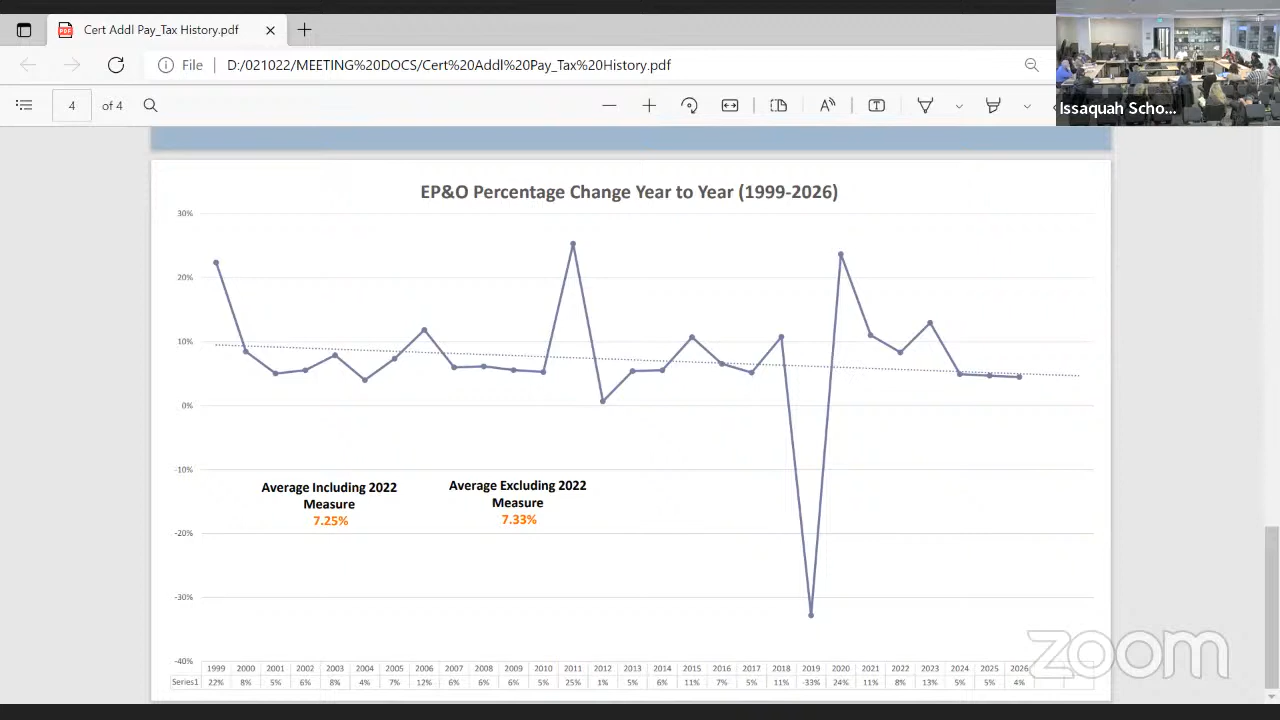 Cert Addl Pay_Tax History.pdf
File D:/021022/MEETING%20DOCS/Cert%20Addl%20Pay_Tax%20History.pdf
4 of 4
Issaquah Scho...
EP&O Percentage Change Year to Year (1999-2026)
30%
20%
10%
0%
-10%
-20%
-30%
-40%
Average Including 2022
Measure
7.25%
Average Excluding 2022
Measure
7.33%
1999 2000 2001 2002 2003 2004 2005 2006 2007 2008 2009 2010 2011 2012 2013 2014 2015 2016 2017 2018 2019 2020 2021 2022 2023 2024 2025 2026
Series1 22% 8% 5% 6% 8% 4% 7% 12% 6% 6% 6% 5% 25% 1% 5% 6% 11% 7% 5% 11% -33% 24% 11% 8% 13% 5% 5% 4%
zoom